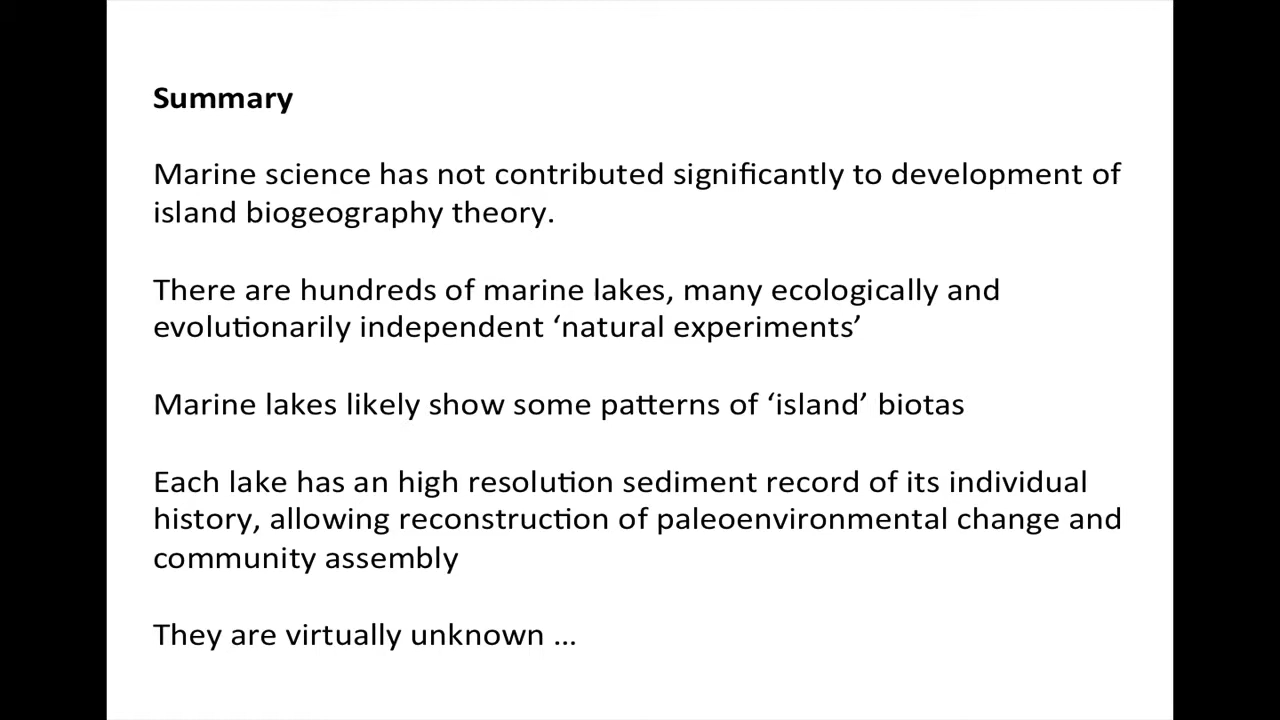 Summary
Marine science has not contributed significantly to development of
island biogeography theory.
There are hundreds of marine lakes, many ecologically and
evolutionarily independent ‘natural experiments’
Marine lakes likely show some patterns of ‘island’ biotas
Each lake has an high resolution sediment record of its individual
history, allowing reconstruction of paleoenvironmental change and
community assembly
They are virtually unknown ...